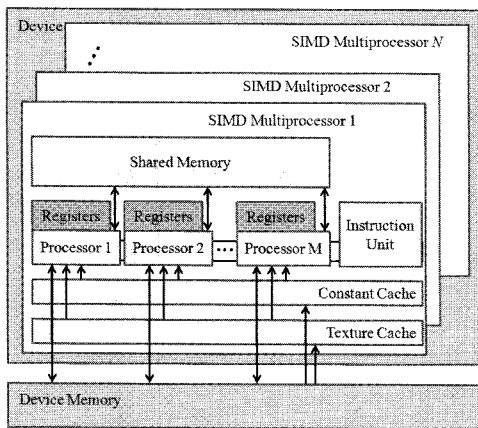 Device
SIMD Multiprocessor N
SIMD Multiprocessor 2
SIMD Multiprocessor 1
Shared Memory
Registers
Registers
Registers
Processor 1
Processor 2
...
Processor M
Instruction
Unit
Constant Cache
Texture Cache
Device Memory